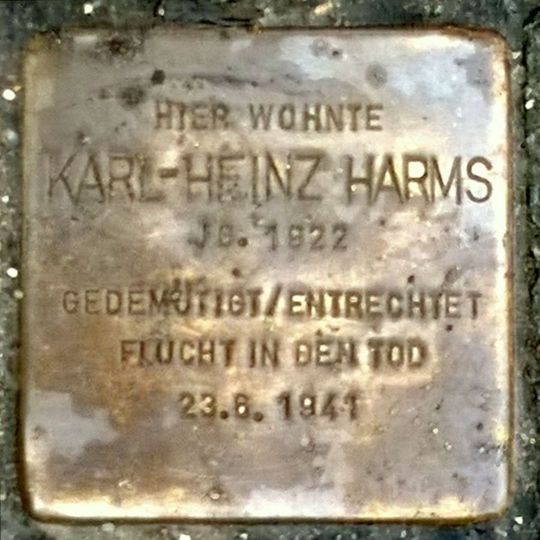 HIER WOHNTE
KARL-HEINZ HARMS
JG. 1922
GEDEMÜTIGT/ENTRECHTET
FLUCHT IN DEN TOD
23.6.1941